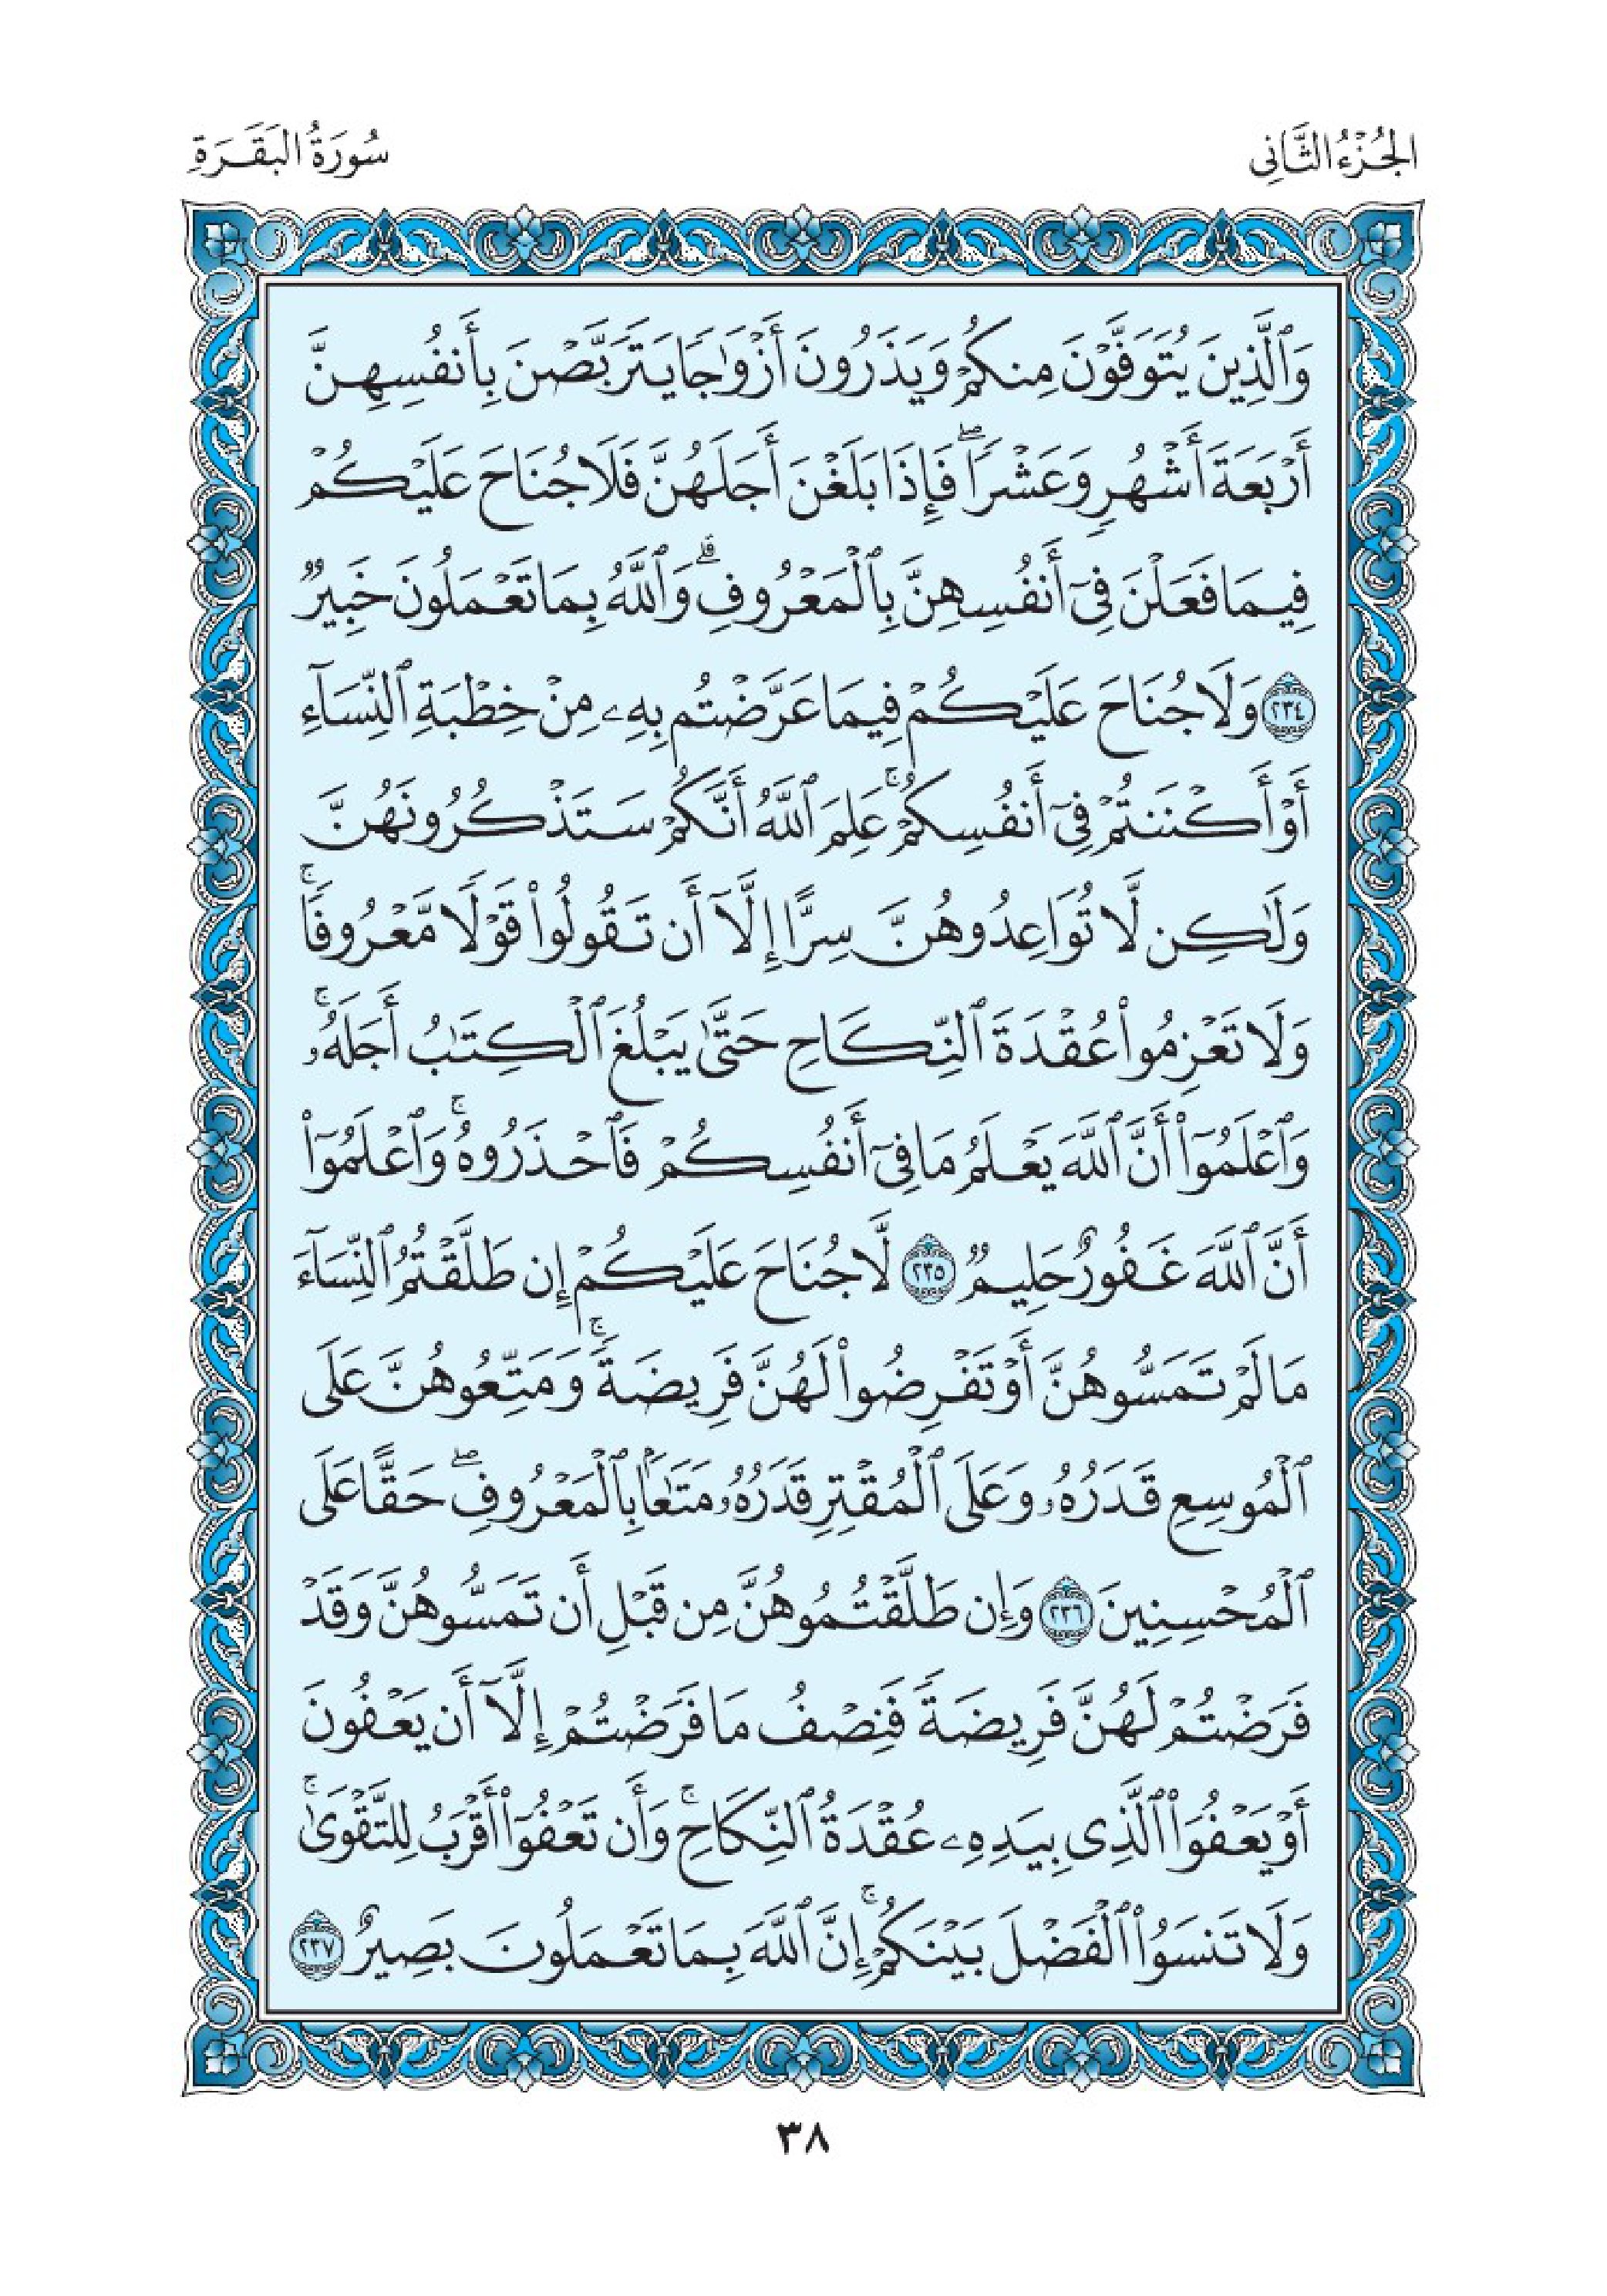 الجُزْءُ الثَّانِى
سُورَةُ البَقَرَةِ
وَٱلَّذِينَ يُتَوَفَّوْنَ مِنكُمْ وَيَذَرُونَ أَزْوَٰجًا يَتَرَبَّصْنَ بِأَنفُسِهِنَّ
أَرْبَعَةَ أَشْهُرٍ وَعَشْرًا ۖ فَإِذَا بَلَغْنَ أَجَلَهُنَّ فَلَا جُنَاحَ عَلَيْكُمْ
فِيمَا فَعَلْنَ فِىٓ أَنفُسِهِنَّ بِٱلْمَعْرُوفِ ۗ وَٱللَّهُ بِمَا تَعْمَلُونَ خَبِيرٌ
٢٣٤ وَلَا جُنَاحَ عَلَيْكُمْ فِيمَا عَرَّضْتُم بِهِۦ مِنْ خِطْبَةِ ٱلنِّسَآءِ
أَوْ أَكْنَنتُمْ فِىٓ أَنفُسِكُمْ ۚ عَلِمَ ٱللَّهُ أَنَّكُمْ سَتَذْكُرُونَهُنَّ
وَلَٰكِن لَّا تُوَاعِدُوهُنَّ سِرًّا إِلَّآ أَن تَقُولُوا۟ قَوْلًا مَّعْرُوفًا ۚ
وَلَا تَعْزِمُوا۟ عُقْدَةَ ٱلنِّكَاحِ حَتَّىٰ يَبْلُغَ ٱلْكِتَٰبُ أَجَلَهُۥ ۚ
وَٱعْلَمُوٓا۟ أَنَّ ٱللَّهَ يَعْلَمُ مَا فِىٓ أَنفُسِكُمْ فَٱحْذَرُوهُ ۚ وَٱعْلَمُوٓا۟
أَنَّ ٱللَّهَ غَفُورٌ حَلِيمٌ ٢٣٥ لَّا جُنَاحَ عَلَيْكُمْ إِن طَلَّقْتُمُ ٱلنِّسَآءَ
مَا لَمْ تَمَسُّوهُنَّ أَوْ تَفْرِضُوا۟ لَهُنَّ فَرِيضَةً ۚ وَمَتِّعُوهُنَّ عَلَى
ٱلْمُوسِعِ قَدَرُهُۥ وَعَلَى ٱلْمُقْتِرِ قَدَرُهُۥ مَتَٰعًۢا بِٱلْمَعْرُوفِ ۖ حَقًّا عَلَى
ٱلْمُحْسِنِينَ ٢٣٦ وَإِن طَلَّقْتُمُوهُنَّ مِن قَبْلِ أَن تَمَسُّوهُنَّ وَقَدْ
فَرَضْتُمْ لَهُنَّ فَرِيضَةً فَنِصْفُ مَا فَرَضْتُمْ إِلَّآ أَن يَعْفُونَ
أَوْ يَعْفُوَا۟ ٱلَّذِى بِيَدِهِۦ عُقْدَةُ ٱلنِّكَاحِ ۚ وَأَن تَعْفُوٓا۟ أَقْرَبُ لِلتَّقْوَىٰ ۚ
وَلَا تَنسَوُا۟ ٱلْفَضْلَ بَيْنَكُمْ ۚ إِنَّ ٱللَّهَ بِمَا تَعْمَلُونَ بَصِيرٌ ٢٣٧
٣٨